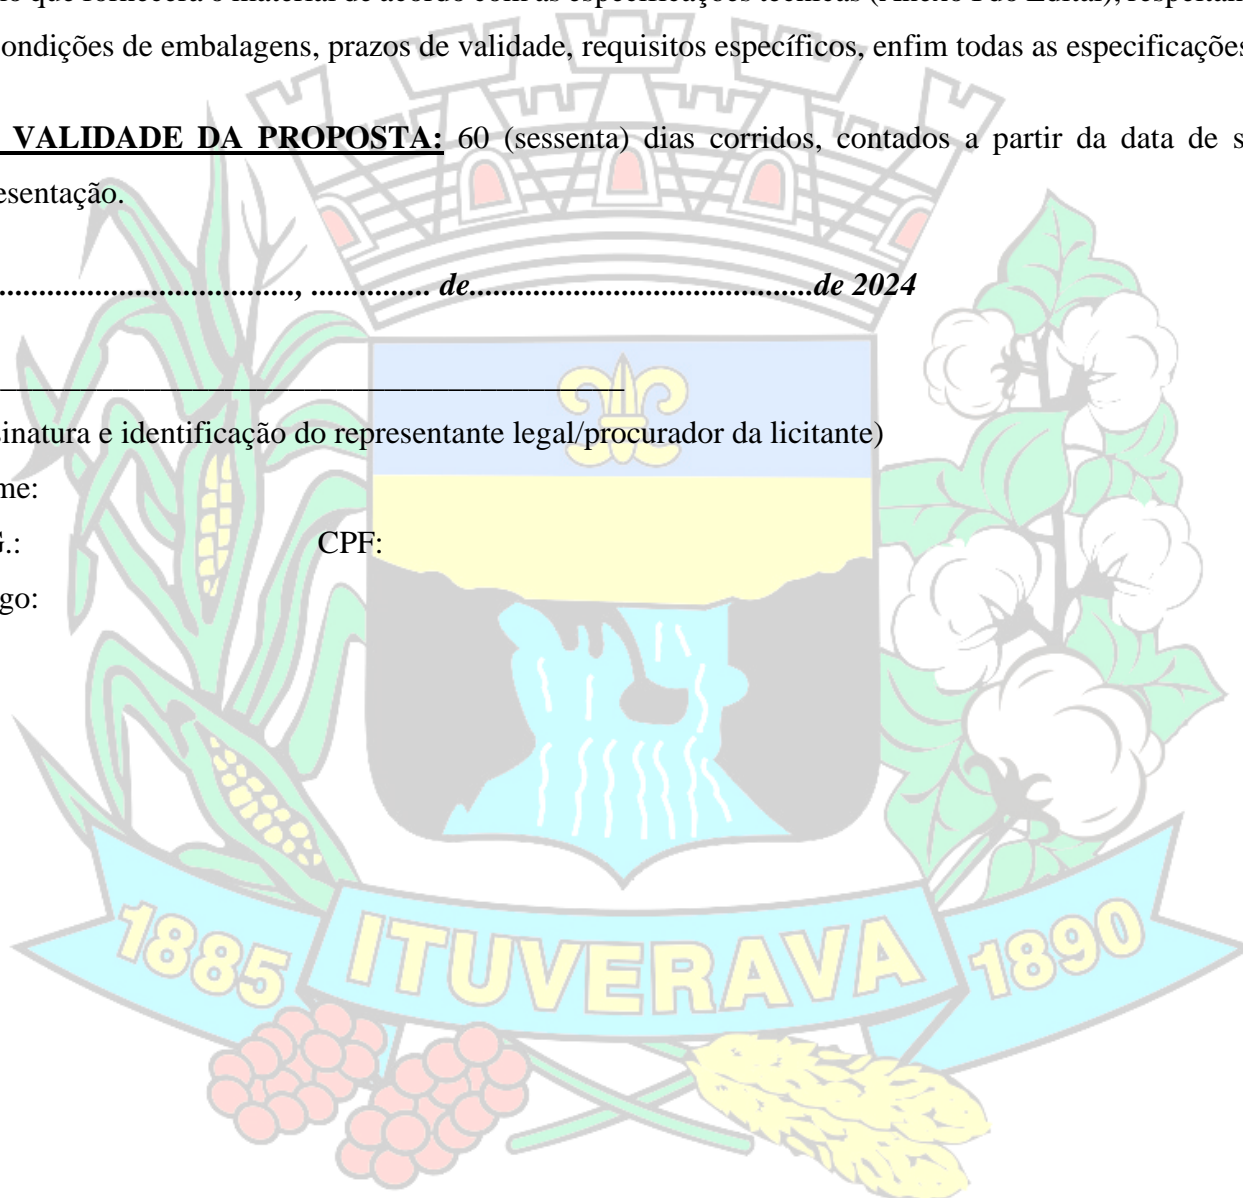 que fornecerá o material de acordo com as especificações técnicas (Anexo I do Edital), respeitan
ondições de embalagens, prazos de validade, requisitos específicos, enfim todas as especificações
VALIDADE DA PROPOSTA: 60 (sessenta) dias corridos, contados a partir da data de s
esentação.
...................................., ............... de...........................................de 2024
_______________________________________
inatura e identificação do representante legal/procurador da licitante)
me:
G.: CPF:
go:
1885 ITUVERAVA 1890